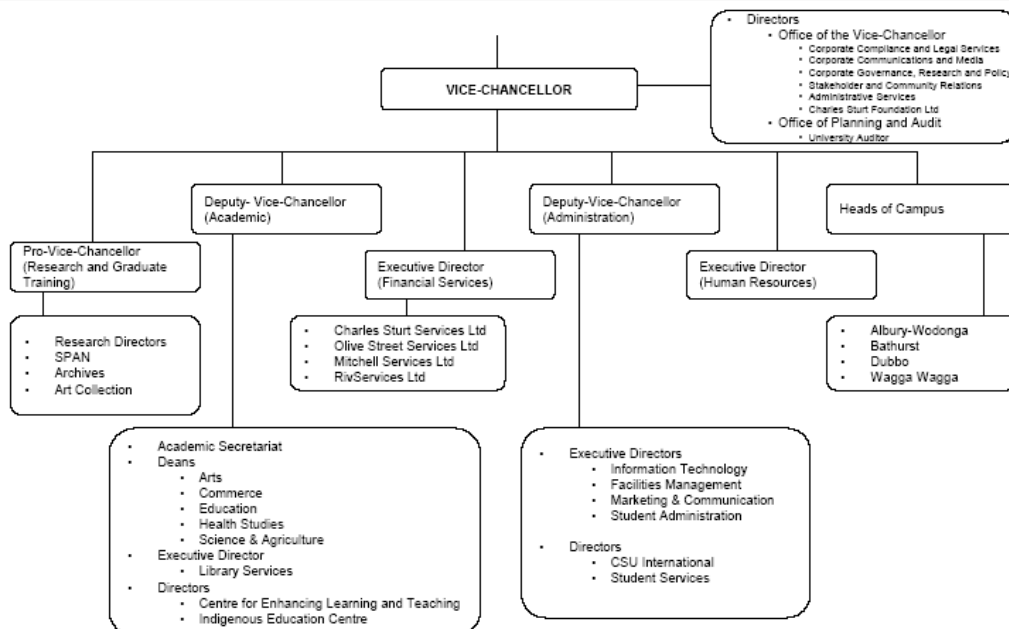 Directors
Office of the Vice-Chancellor
Corporate Compliance and Legal Services
Corporate Communications and Media
Corporate Governance, Research and Policy
Stakeholder and Community Relations
Administrative Services
Charles Sturt Foundation Ltd
Office of Planning and Audit
University Auditor
VICE-CHANCELLOR
Deputy- Vice-Chancellor
(Academic)
Deputy-Vice-Chancellor
(Administration)
Heads of Campus
Pro-Vice-Chancellor
(Research and Graduate
Training)
Executive Director
(Financial Services)
Executive Director
(Human Resources)
Research Directors
SPAN
Archives
Art Collection
Charles Sturt Services Ltd
Olive Street Services Ltd
Mitchell Services Ltd
RivServices Ltd
Albury-Wodonga
Bathurst
Dubbo
Wagga Wagga
Academic Secretariat
Deans
Arts
Commerce
Education
Health Studies
Science & Agriculture
Executive Director
Library Services
Directors
Centre for Enhancing Learning and Teaching
Indigenous Education Centre
Executive Directors
Information Technology
Facilities Management
Marketing & Communication
Student Administration
Directors
CSU International
Student Services